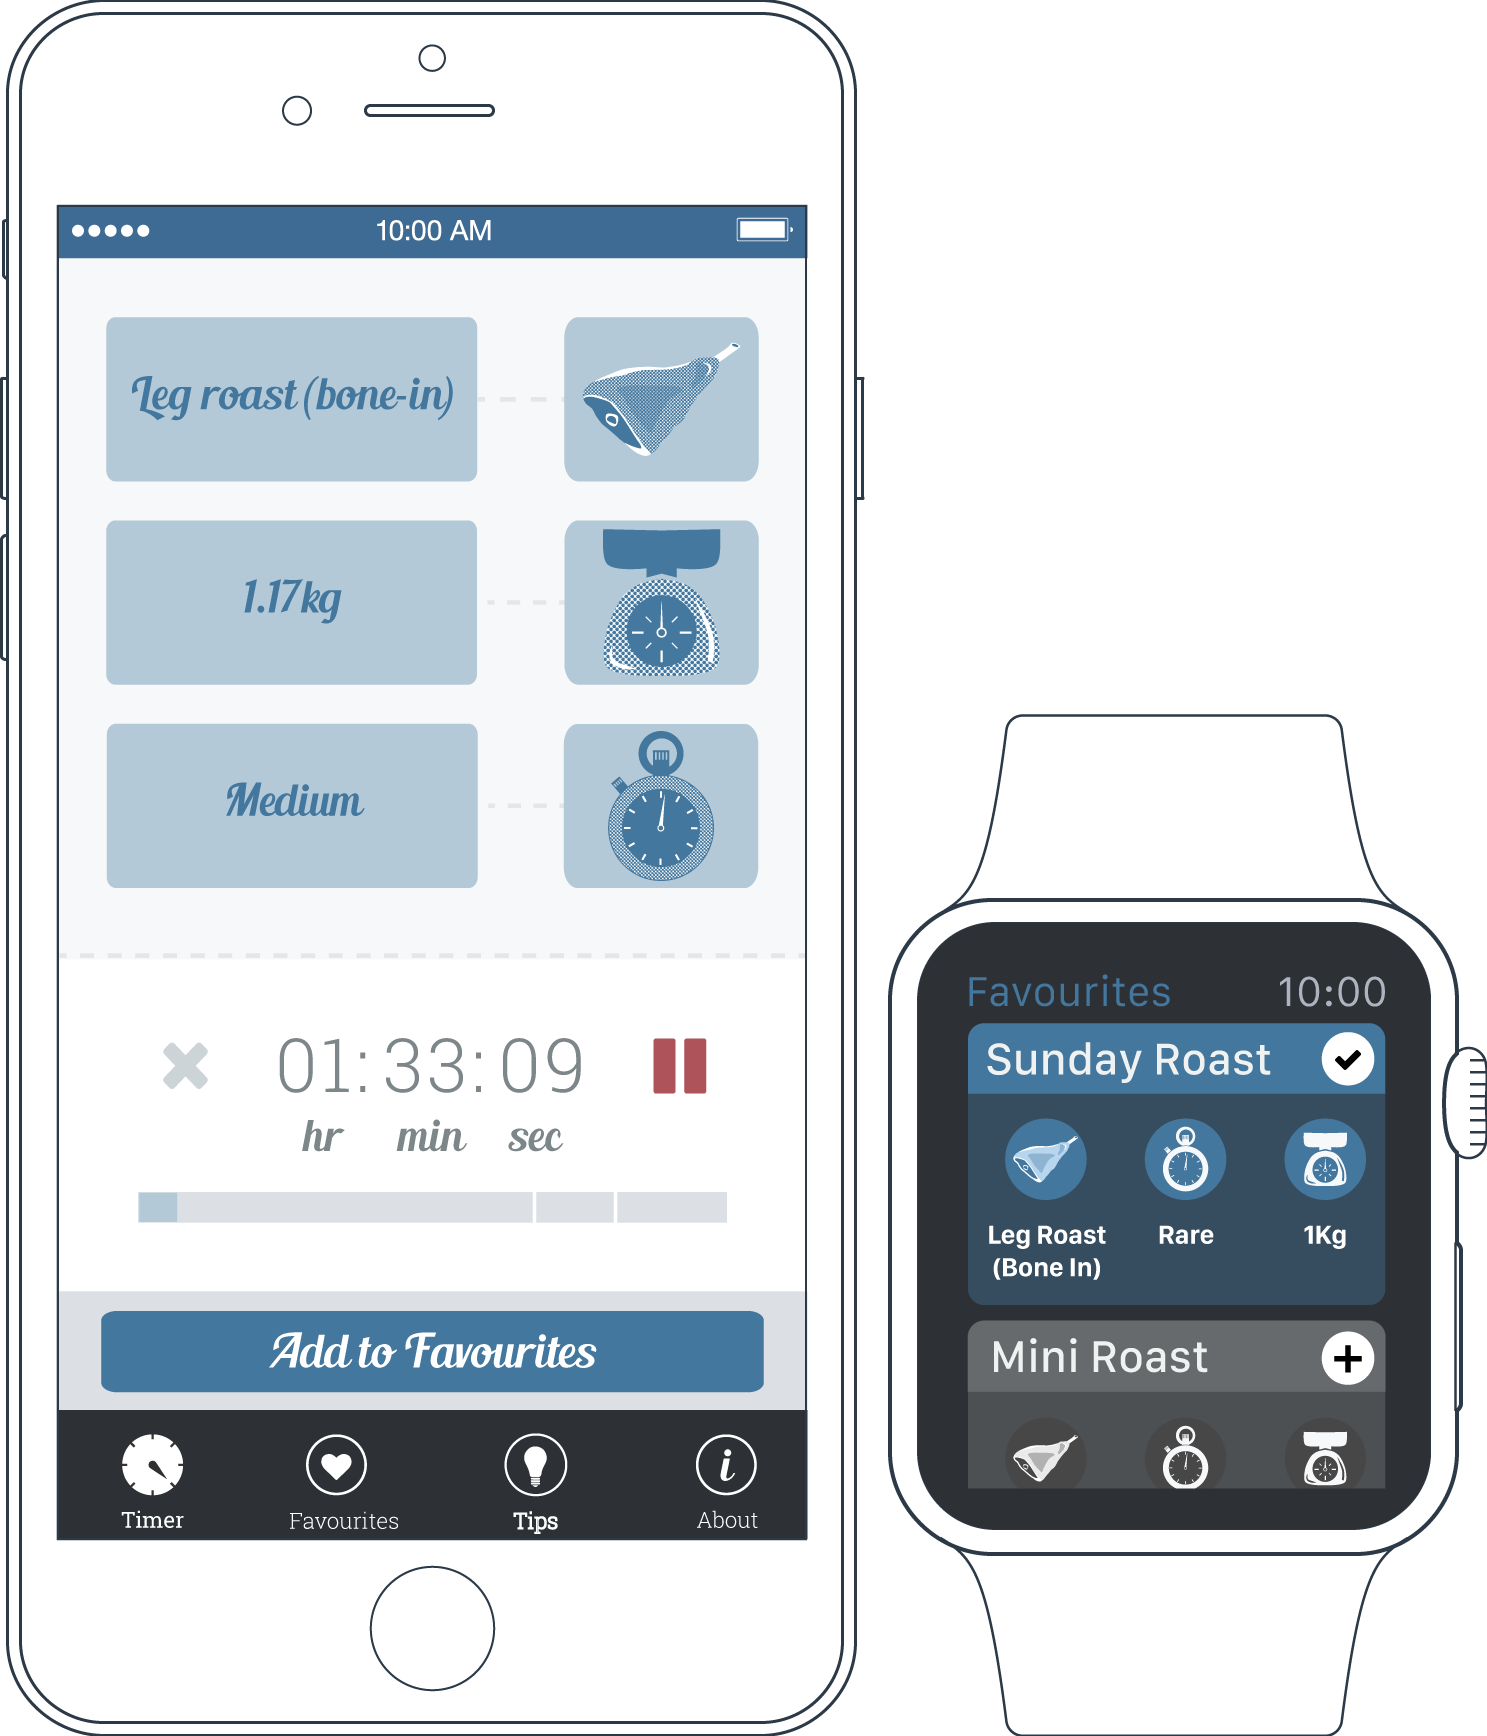 10:00 AM
Leg roast (bone-in)
1.17kg
Medium
01:33:09
hr min sec
Add to Favourites
Timer Favourites Tips About
Favourites 10:00
Sunday Roast
Leg Roast Rare 1Kg
(Bone In)
Mini Roast